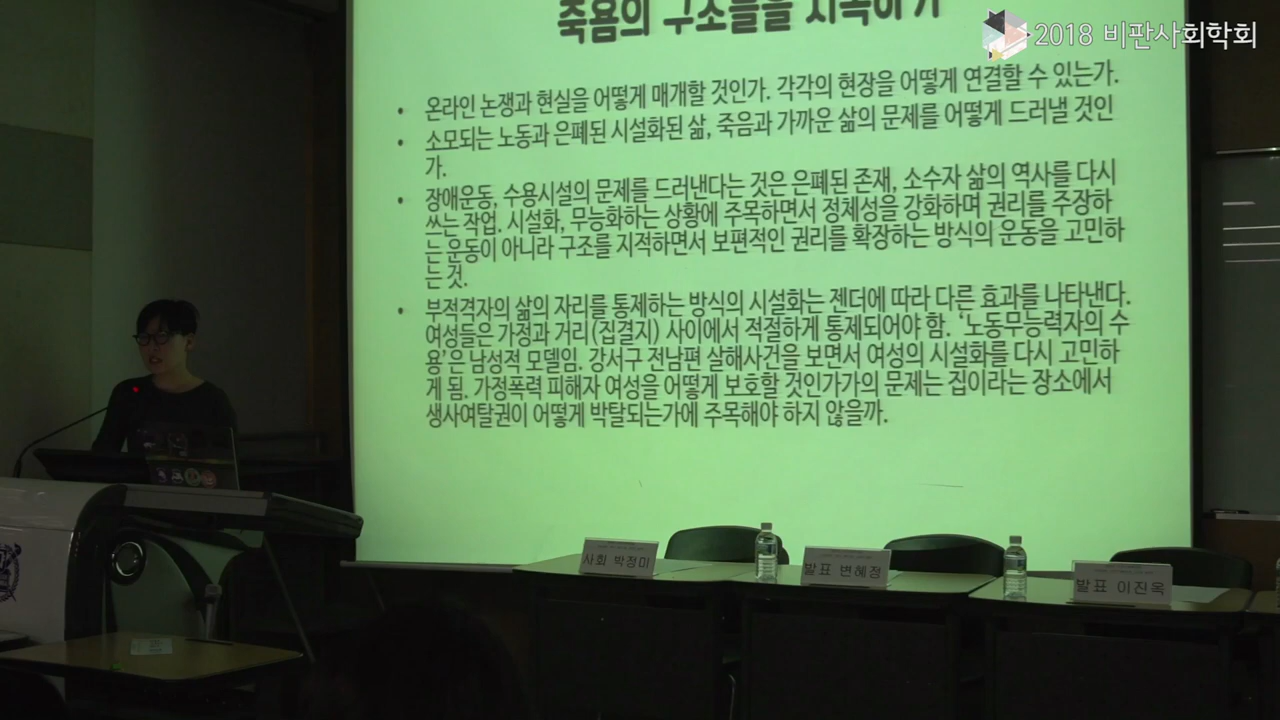 죽음의 구조들을 지목하기
2018 비판사회학회
• 온라인 논쟁과 현실을 어떻게 매개할 것인가. 각각의 현장을 어떻게 연결할 수 있는가.
• 소모되는 노동과 은폐된 시설화된 삶, 죽음과 가까운 삶의 문제를 어떻게 드러낼 것인
가.
• 장애운동, 수용시설의 문제를 드러낸다는 것은 은폐된 존재, 소수자 삶의 역사를 다시
쓰는 작업. 시설화, 무능화하는 상황에 주목하면서 정체성을 강화하며 권리를 주장하
는 운동이 아니라 구조를 지적하면서 보편적인 권리를 확장하는 방식의 운동을 고민하
는 것.
• 부적격자의 삶의 자리를 통제하는 방식의 시설화는 젠더에 따라 다른 효과를 나타낸다.
여성들은 가정과 거리(집결지) 사이에서 적절하게 통제되어야 함. '노동무능력자의 수
용'은 남성적 모델임. 강서구 전남편 살해사건을 보면서 여성의 시설화를 다시 고민하
게 됨. 가정폭력 피해자 여성을 어떻게 보호할 것인가가의 문제는 집이라는 장소에서
생사여탈권이 어떻게 박탈되는가에 주목해야 하지 않을까.
사회 박정미
발표 변혜정
발표 이진옥